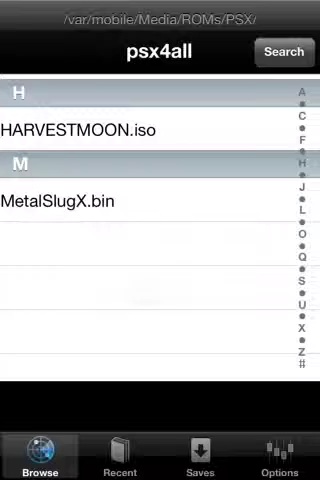 /var/mobile/Media/ROMs/PSX/
psx4all
Search
H
HARVESTMOON.iso
M
MetalSlugX.bin
A
C
F
H
J
L
O
Q
S
U
X
Z
#
Browse
Recent
Saves
Options